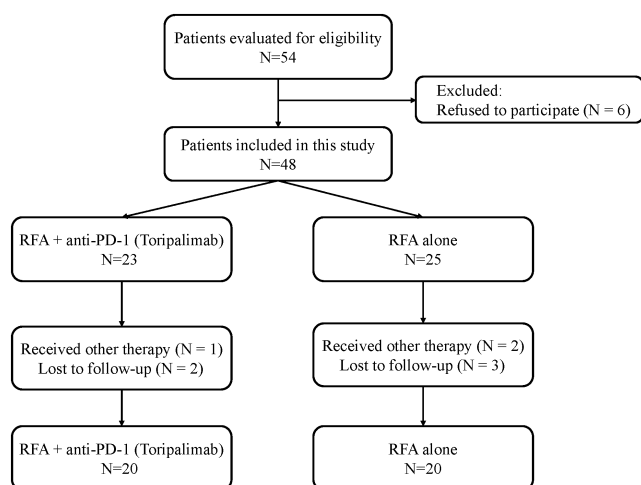 Patients evaluated for eligibility
N=54
Excluded:
Refused to participate (N = 6)
Patients included in this study
N=48
RFA + anti-PD-1 (Toripalimab)
N=23
RFA alone
N=25
Received other therapy (N = 1)
Lost to follow-up (N = 2)
Received other therapy (N = 2)
Lost to follow-up (N = 3)
RFA + anti-PD-1 (Toripalimab)
N=20
RFA alone
N=20